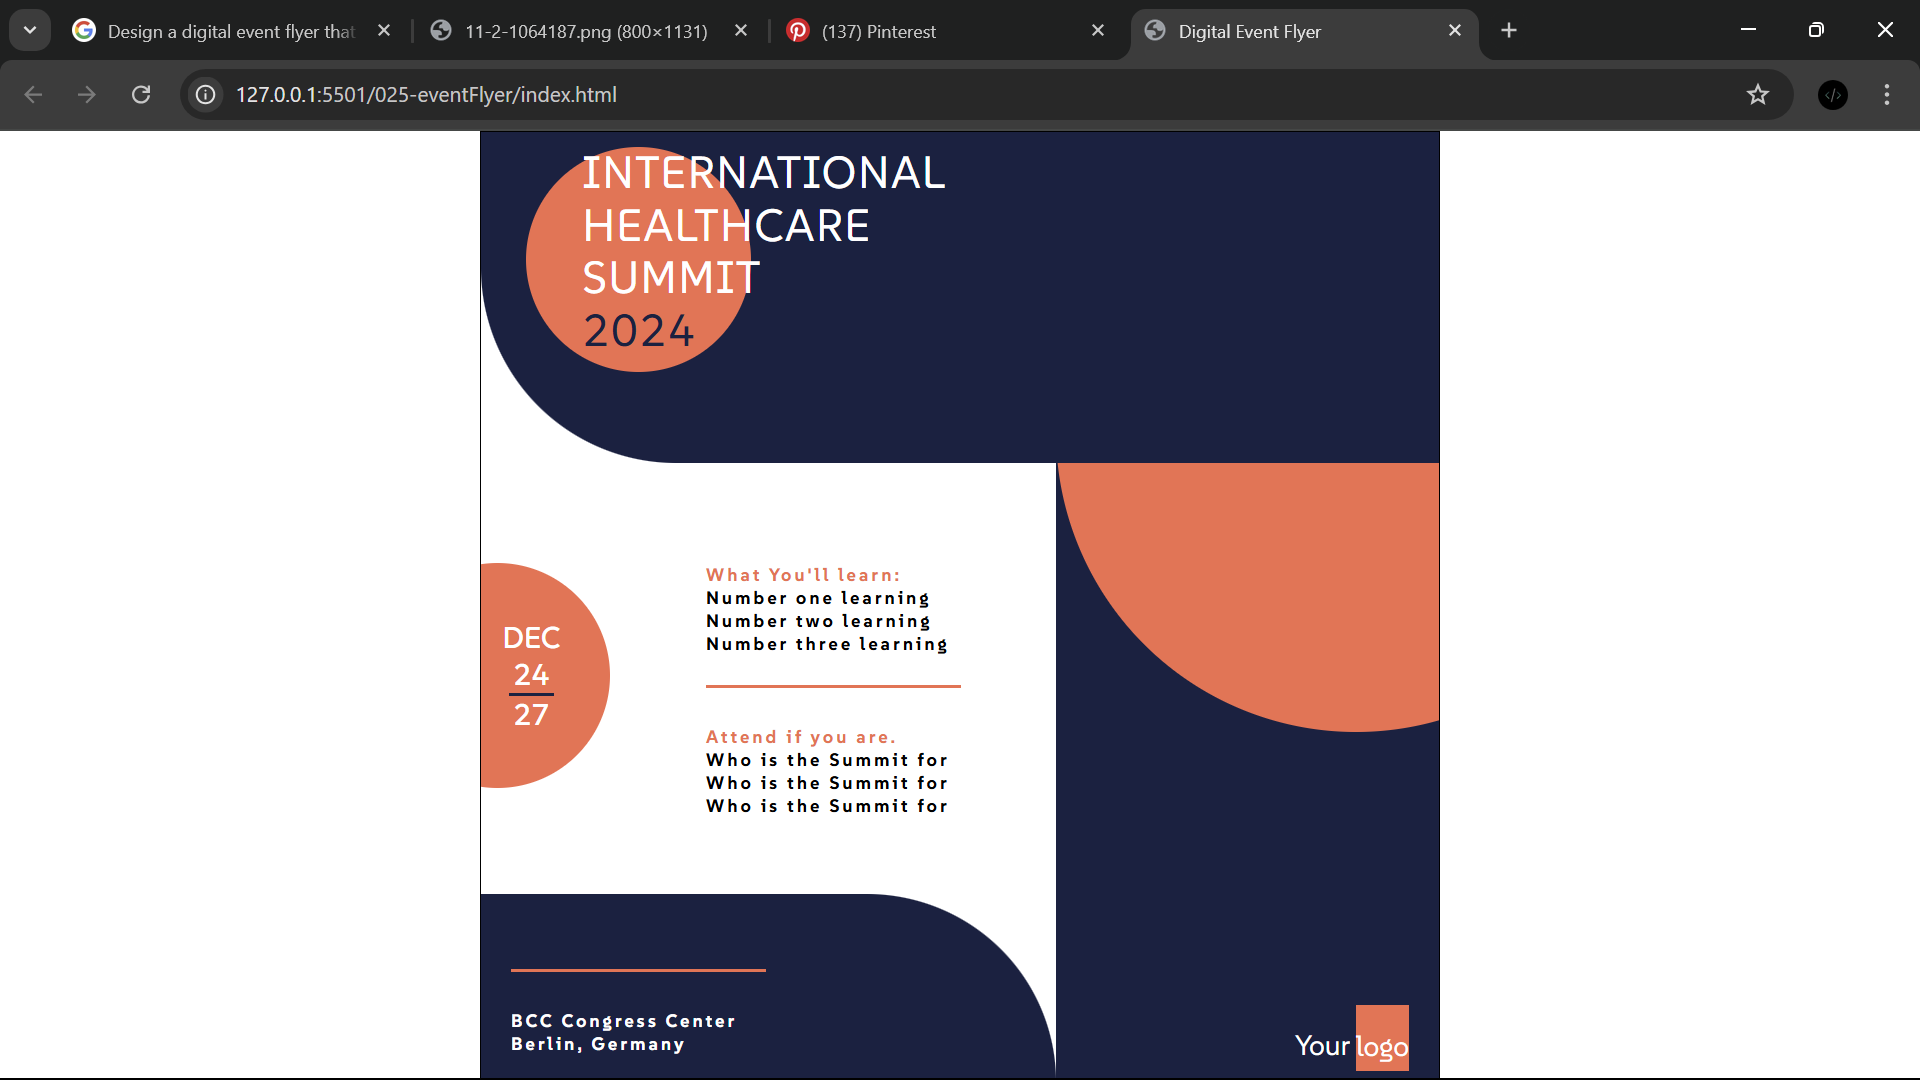 Design a digital event flyer that
11-2-1064187.png (800×1131)
(137) Pinterest
Digital Event Flyer
127.0.0.1:5501/025-eventFlyer/index.html
INTERNATIONAL
HEALTHCARE
SUMMIT
2024
DEC
24
27
What You'll learn:
Number one learning
Number two learning
Number three learning
Attend if you are.
Who is the Summit for
Who is the Summit for
Who is the Summit for
BCC Congress Center
Berlin, Germany
Your logo